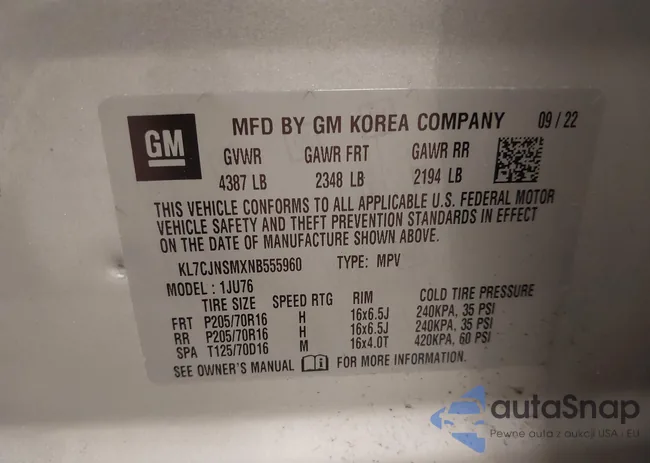 GM
MFD BY GM KOREA COMPANY 09 / 22
GVWR GAWR FRT GAWR RR
4387 LB 2348 LB 2194 LB
THIS VEHICLE CONFORMS TO ALL APPLICABLE U.S. FEDERAL MOTOR
VEHICLE SAFETY AND THEFT PREVENTION STANDARDS IN EFFECT
ON THE DATE OF MANUFACTURE SHOWN ABOVE.
KL7CJNSMXNB555960 TYPE: MPV
MODEL : 1JU76
TIRE SIZE SPEED RTG RIM COLD TIRE PRESSURE
FRT P205/70R16 H 16x6.5J 240KPA, 35 PSI
RR P205/70R16 H 16x6.5J 240KPA, 35 PSI
SPA T125/70D16 M 16x4.0T 420KPA, 60 PSI
SEE OWNER'S MANUAL FOR MORE INFORMATION.
autaSnap
Pewne auta z aukcji USA - EU